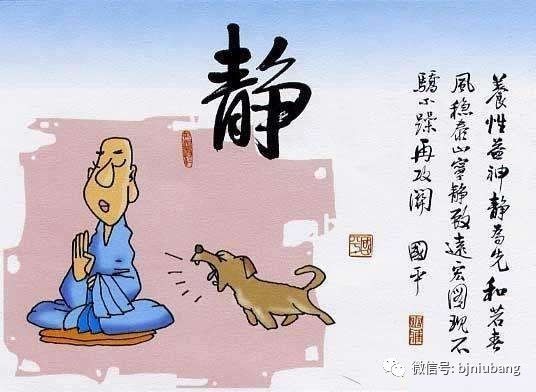 静
養性益神静為先和若春
風穩泰山寧静致遠宏圖現不
驕不躁再攻關 國平
微信号: bjniubang